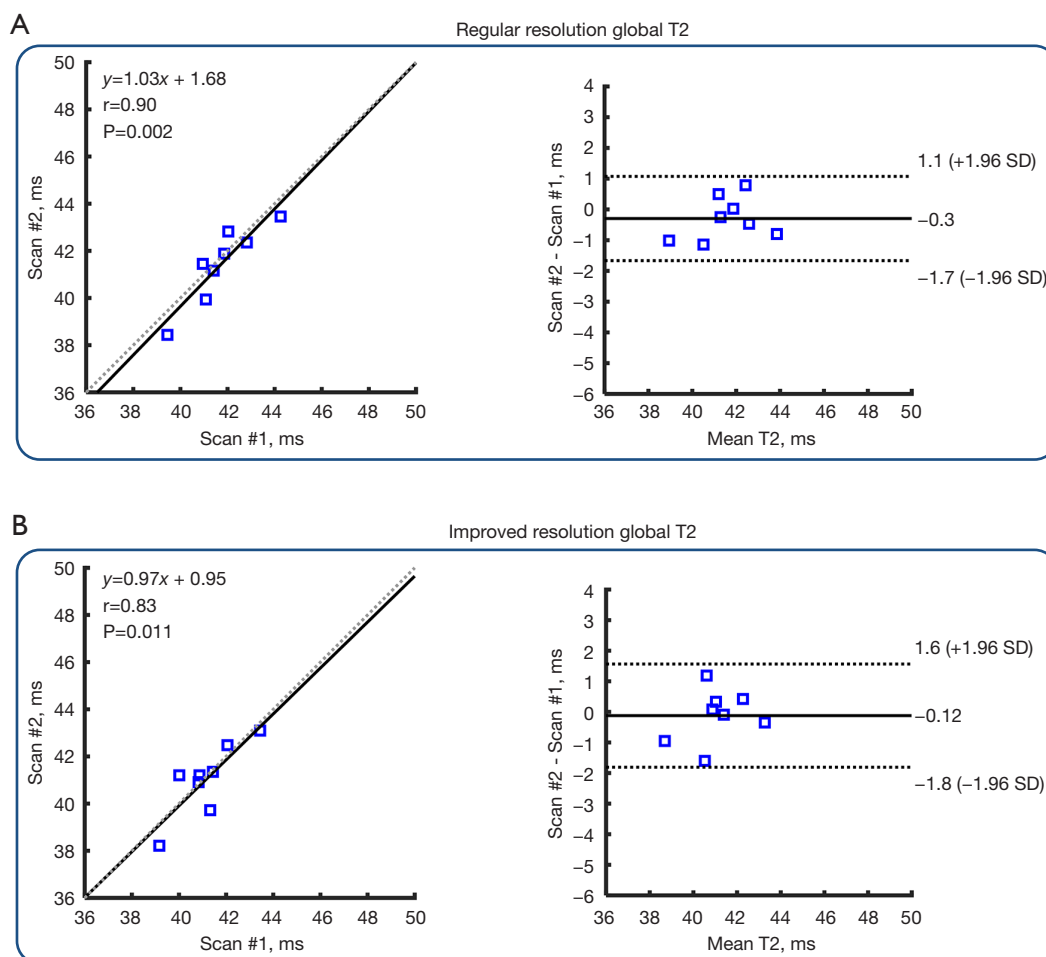 A
Regular resolution global T2
50
48
46
44
42
40
38
36
Scan #2, ms
y=1.03x + 1.68
r=0.90
P=0.002
36 38 40 42 44 46 48 50
Scan #1, ms
4
3
2
1
0
−1
−2
−3
−4
−5
−6
Scan #2 - Scan #1, ms
1.1 (+1.96 SD)
−0.3
−1.7 (−1.96 SD)
36 38 40 42 44 46 48 50
Mean T2, ms
B
Improved resolution global T2
50
48
46
44
42
40
38
36
Scan #2, ms
y=0.97x + 0.95
r=0.83
P=0.011
36 38 40 42 44 46 48 50
Scan #1, ms
4
3
2
1
0
−1
−2
−3
−4
−5
−6
Scan #2 - Scan #1, ms
1.6 (+1.96 SD)
−0.12
−1.8 (−1.96 SD)
36 38 40 42 44 46 48 50
Mean T2, ms